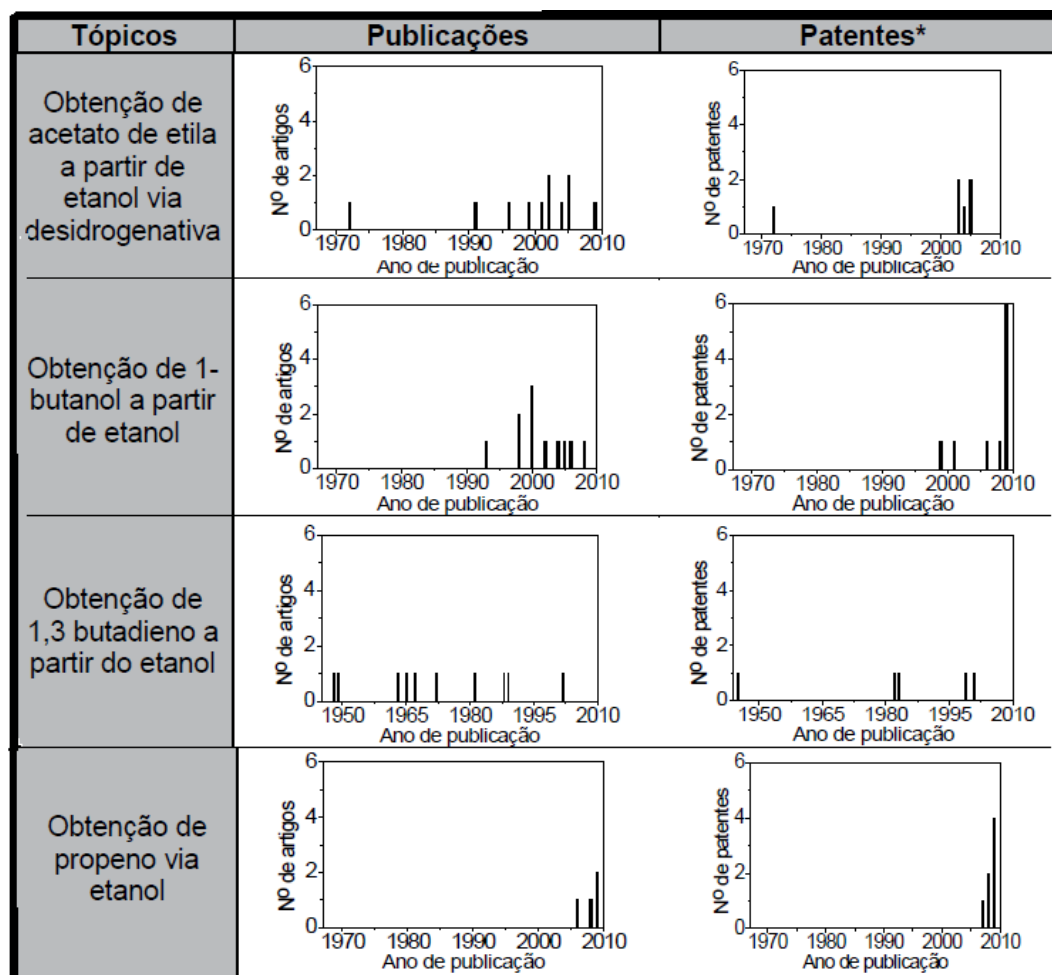 Tópicos
Publicações
Patentes*
Obtenção de
acetato de etila
a partir de
etanol via
desidrogenativa
Nº de artigos
6
4
2
0
1970 1980 1990 2000 2010
Ano de publicação
Nº de patentes
6
4
2
0
1970 1980 1990 2000 2010
Ano de publicação
Obtenção de 1-
butanol a partir
de etanol
Nº de artigos
6
4
2
0
1970 1980 1990 2000 2010
Ano de publicação
Nº de patentes
6
4
2
0
1970 1980 1990 2000 2010
Ano de publicação
Obtenção de
1,3 butadieno a
partir do etanol
Nº de artigos
6
4
2
0
1950 1965 1980 1995 2010
Ano de publicação
Nº de patentes
6
4
2
0
1950 1965 1980 1995 2010
Ano de publicação
Obtenção de
propeno via
etanol
Nº de artigos
6
4
2
0
1970 1980 1990 2000 2010
Ano de publicação
Nº de patentes
6
4
2
0
1970 1980 1990 2000 2010
Ano de publicação